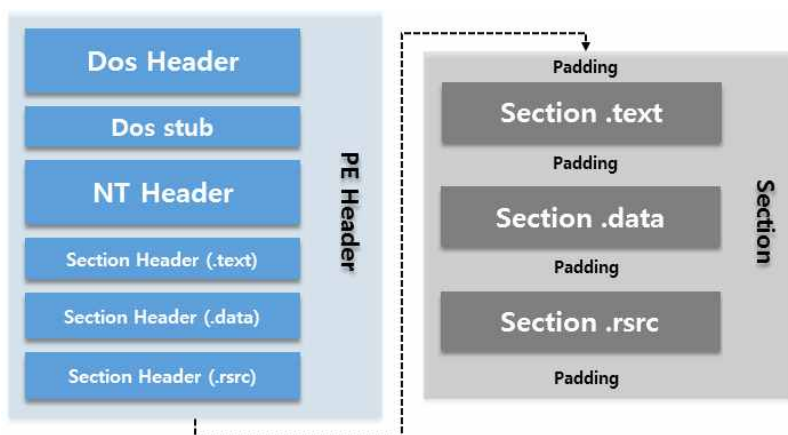 Dos Header
Dos stub
NT Header
Section Header (.text)
Section Header (.data)
Section Header (.rsrc)
PE Header
Padding
Section .text
Padding
Section .data
Padding
Section .rsrc
Padding
Section